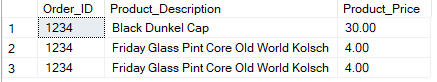 Order_ID Product_Description Product_Price
1 1234 Black Dunkel Cap 30.00
2 1234 Friday Glass Pint Core Old World Kolsch 4.00
3 1234 Friday Glass Pint Core Old World Kolsch 4.00